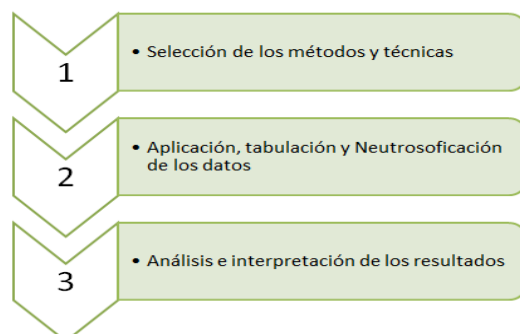 1
• Selección de los métodos y técnicas
2
• Aplicación, tabulación y Neutrosoficación
de los datos
3
• Análisis e interpretación de los resultados